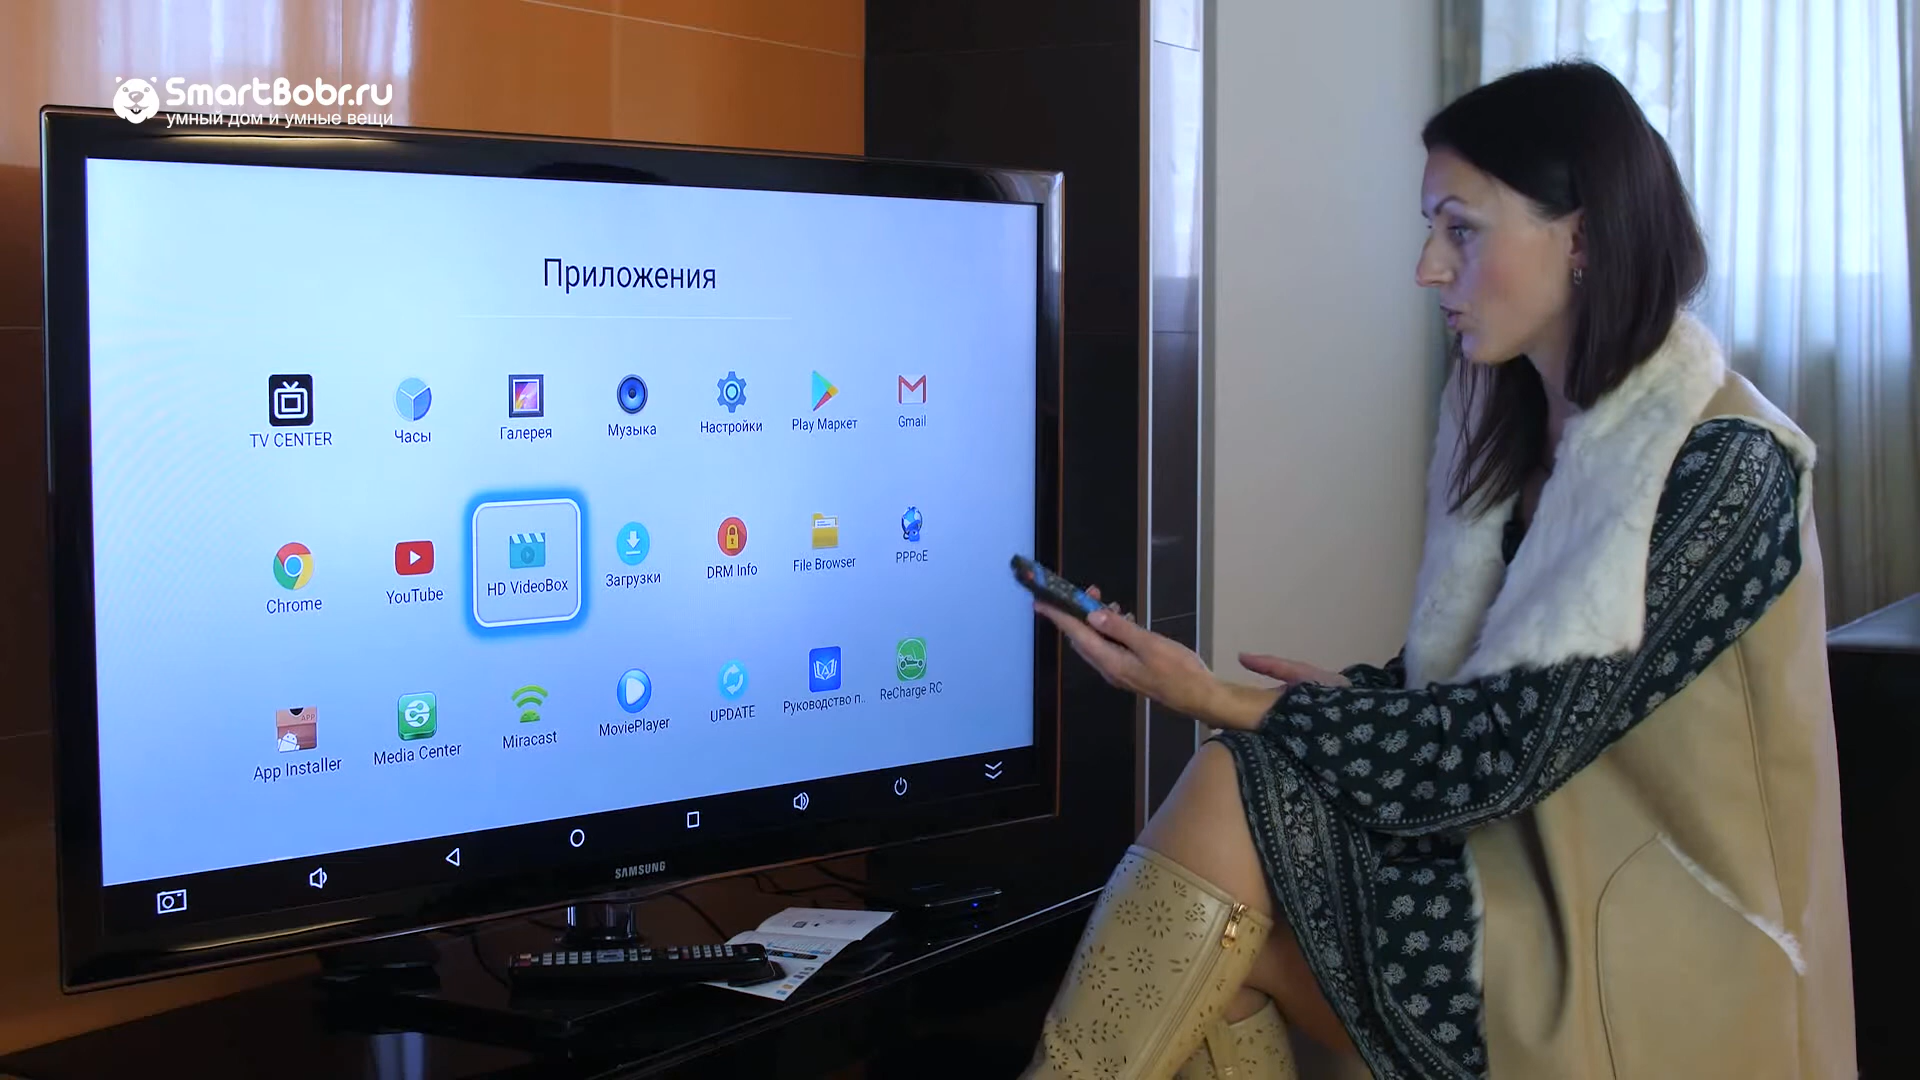 SmartBobr.ru
умный дом и умные вещи
Приложения
TV CENTER
Часы
Галерея
Музыка
Настройки
Play Маркет
Gmail
Chrome
YouTube
HD VideoBox
Загрузки
DRM Info
File Browser
PPPoE
APP
App Installer
Media Center
Miracast
MoviePlayer
UPDATE
Руководство п..
ReCharge RC
SAMSUNG